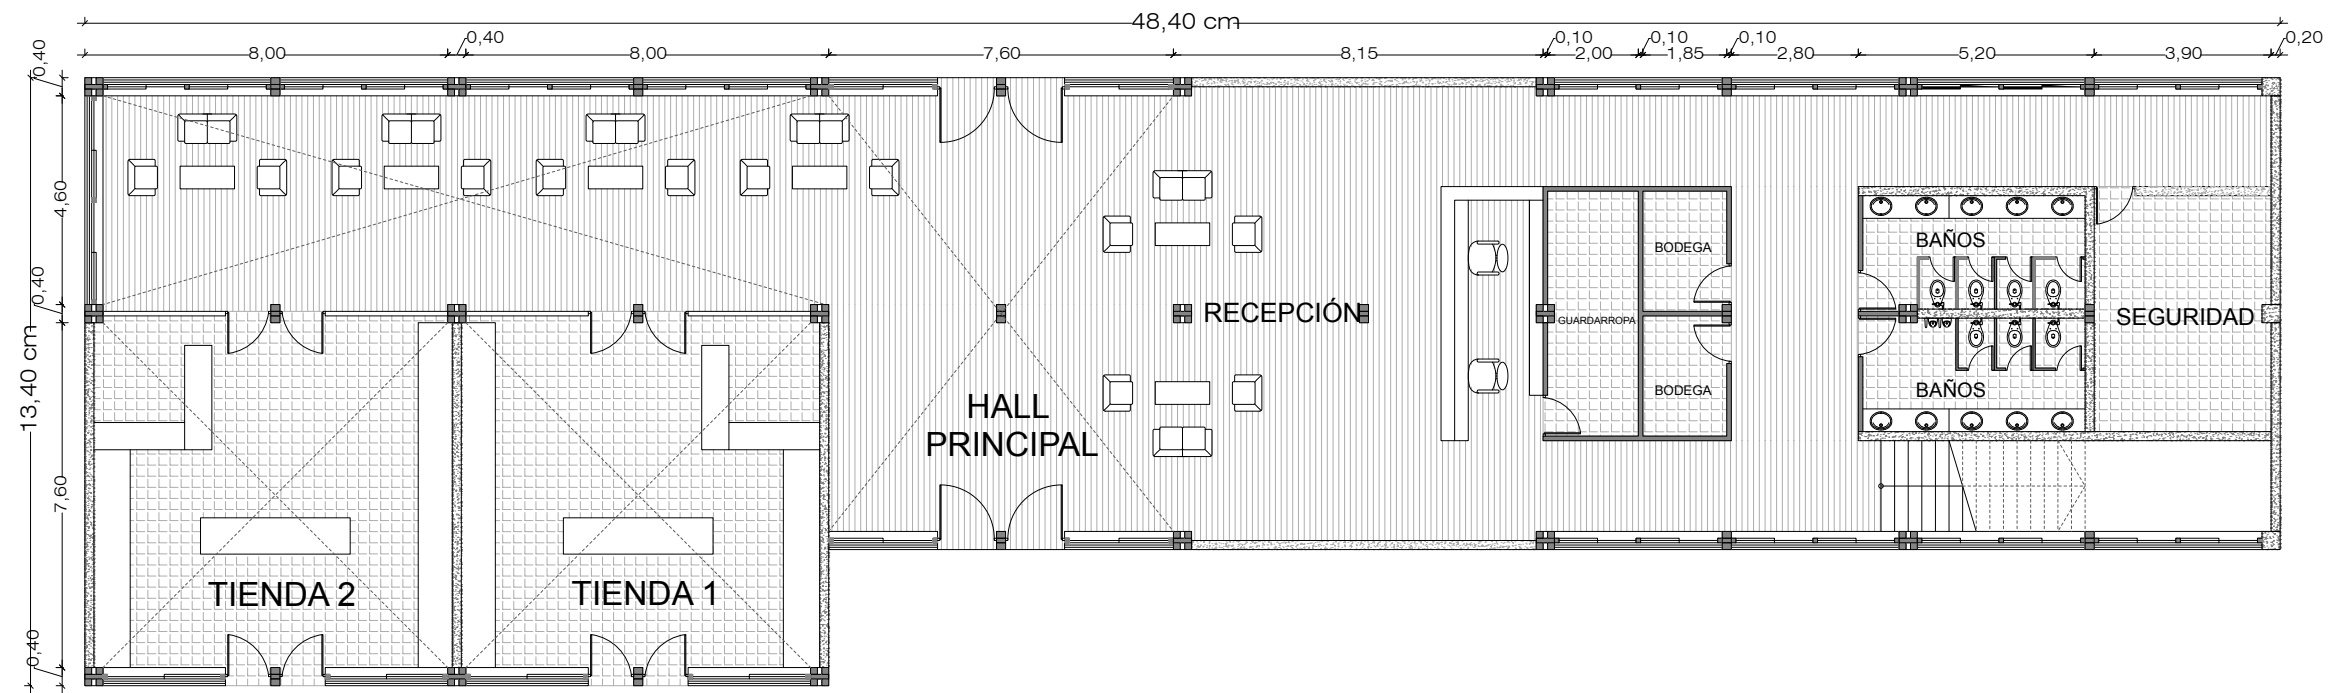 48,40 cm
8,00
0,40
8,00
7,60
8,15
0,10
2,00
0,10
1,85
0,10
2,80
5,20
3,90
0,20
0,40
4,60
0,40
13,40 cm
7,60
0,40
BODEGA
BAÑOS
RECEPCIÓN
GUARDARROPA
SEGURIDAD
BODEGA
BAÑOS
HALL
PRINCIPAL
TIENDA 2
TIENDA 1